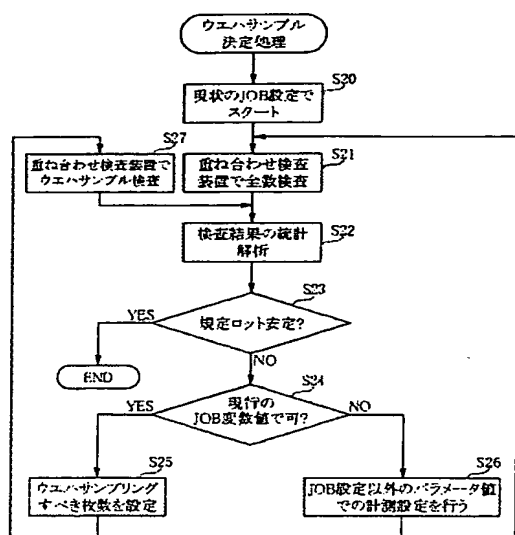 ウエハサンプル
決定処理
S20
現状のJOB設定で
スタート
S27
重ね合わせ検査装置で
ウエハサンプル検査
S21
重ね合わせ検査
装置で全数検査
S22
検査結果の統計
解析
S23
規定ロット安定?
YES
NO
END
S24
現行の
JOB変数値で可?
YES
NO
S25
ウエハサンプリング
すべき枚数を設定
S26
JOB設定以外のパラメータ値
での計測設定を行う